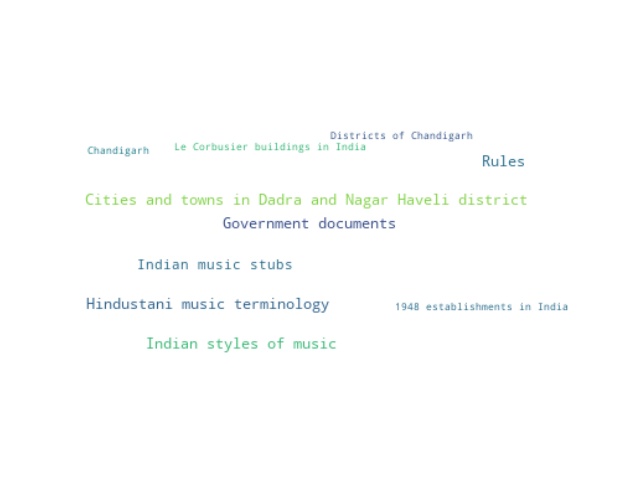 Districts of Chandigarh
Chandigarh
Le Corbusier buildings in India
Rules
Cities and towns in Dadra and Nagar Haveli district
Government documents
Indian music stubs
Hindustani music terminology
1948 establishments in India
Indian styles of music